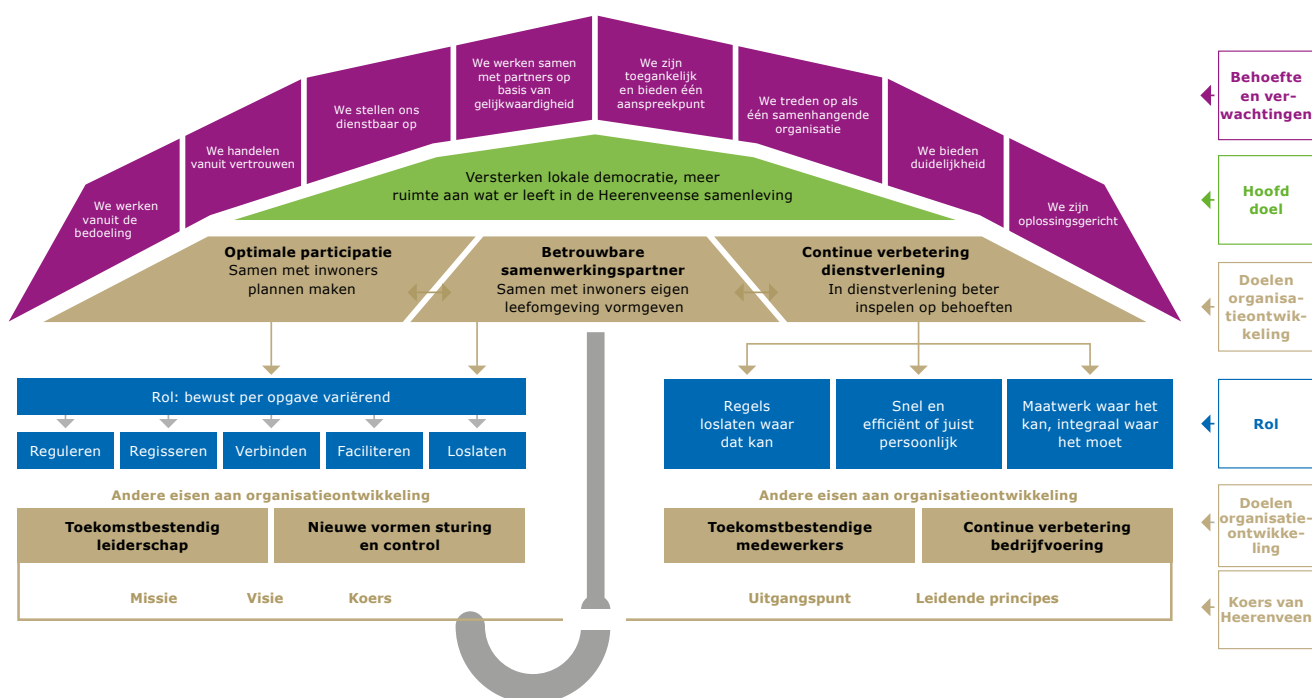 We werken
vanuit de
bedoeling
We handelen
vanuit vertrouwen
We stellen ons
dienstbaar op
We werken samen
met partners op
basis van
gelijkwaardigheid
We zijn
toegankelijk
en bieden één
aanspreekpunt
We treden op als
één samenhangende
organisatie
We bieden
duidelijkheid
We zijn
oplossingsgericht
Behoefte
en ver-
wachtingen
Versterken lokale democratie, meer
ruimte aan wat er leeft in de Heerenveense samenleving
Hoofd
doel
Optimale participatie
Samen met inwoners
plannen maken
Betrouwbare
samenwerkingspartner
Samen met inwoners eigen
leefomgeving vormgeven
Continue verbetering
dienstverlening
In dienstverlening beter
inspelen op behoeften
Doelen
organisa-
tieontwik-
keling
Rol: bewust per opgave variërend
Reguleren
Regisseren
Verbinden
Faciliteren
Loslaten
Regels
loslaten waar
dat kan
Snel en
efficiënt of juist
persoonlijk
Maatwerk waar het
kan, integraal waar
het moet
Rol
Andere eisen aan organisatieontwikkeling
Toekomstbestendig
leiderschap
Nieuwe vormen sturing
en control
Andere eisen aan organisatieontwikkeling
Toekomstbestendige
medewerkers
Continue verbetering
bedrijfvoering
Doelen
organisatie-
ontwikke-
ling
Missie
Visie
Koers
Uitgangspunt
Leidende principes
Koers van
Heerenveen